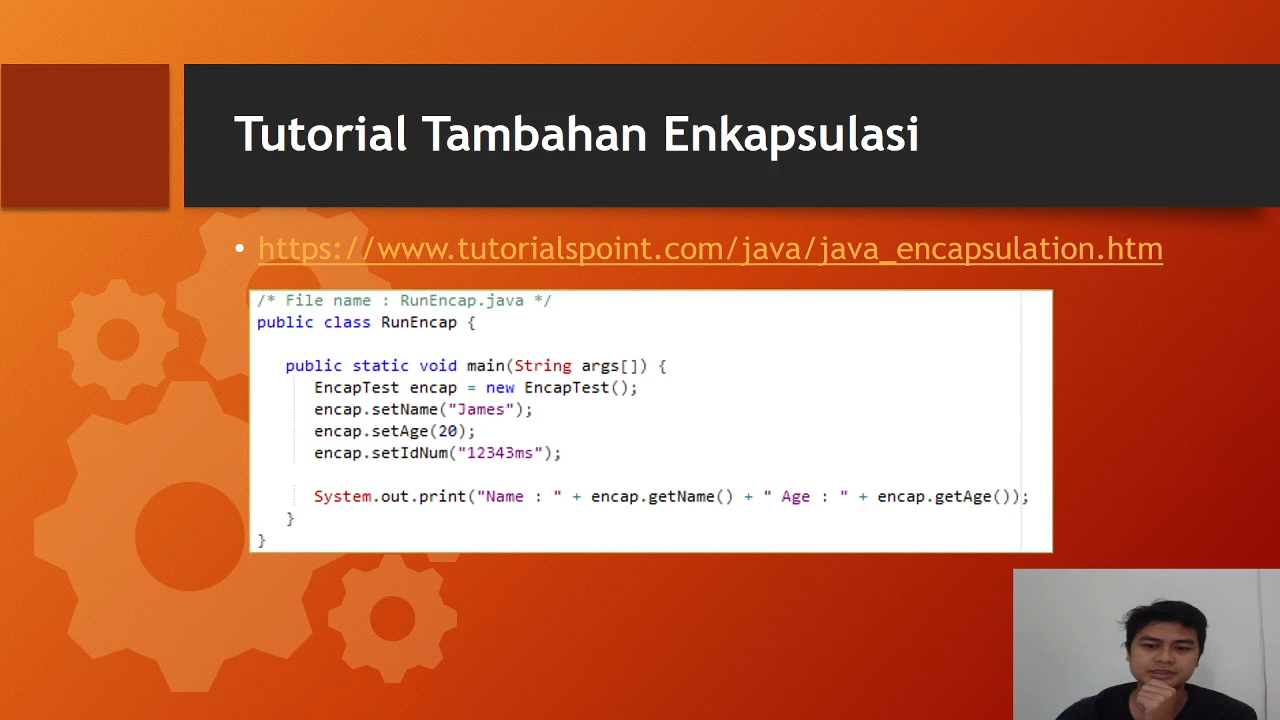 Tutorial Tambahan Enkapsulasi
• https://www.tutorialspoint.com/java/java_encapsulation.htm
/* File name : RunEncap.java */
public class RunEncap {
public static void main(String args[]) {
EncapTest encap = new EncapTest();
encap.setName("James");
encap.setAge(20);
encap.setIdNum("12343ms");
System.out.print("Name : " + encap.getName() + " Age : " + encap.getAge());
}
}